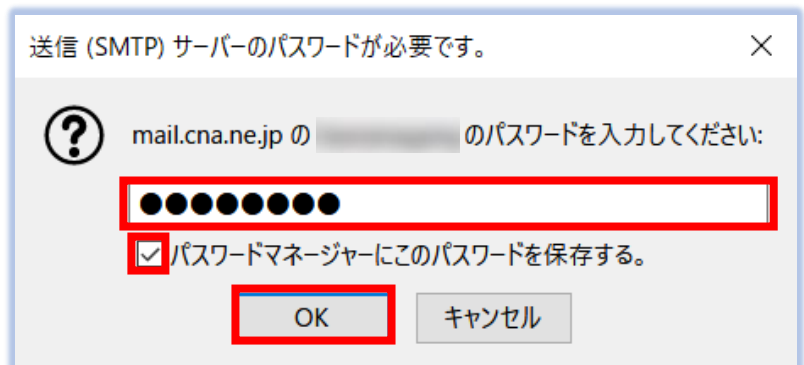 送信 (SMTP) サーバーのパスワードが必要です。
mail.cna.ne.jp の のパスワードを入力してください:
●●●●●●●●
パスワードマネージャーにこのパスワードを保存する。
OK キャンセル